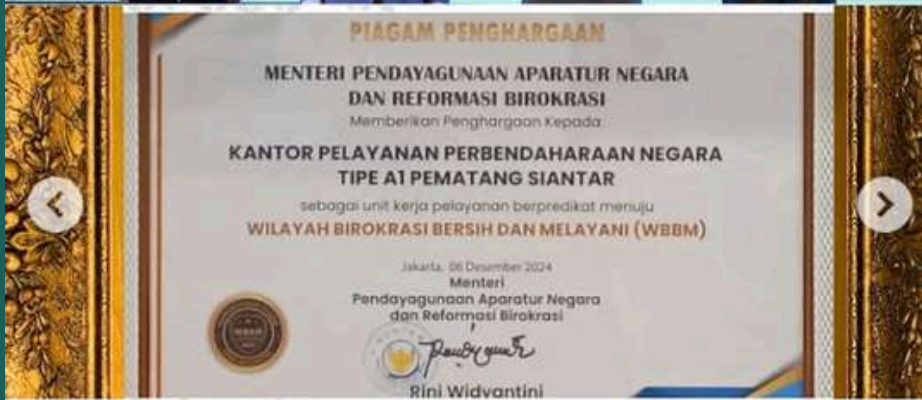 PIAGAM PENGHARGAAN
MENTERI PENDAYAGUNAAN APARATUR NEGARA
DAN REFORMASI BIROKRASI
Memberikan Penghargaan Kepada:
KANTOR PELAYANAN PERBENDAHARAAN NEGARA
TIPE A1 PEMATANG SIANTAR
sebagai unit kerja pelayanan berpredikat menuju
WILAYAH BIROKRASI BERSIH DAN MELAYANI (WBBM)
Jakarta, 06 Desember 2024
Menteri
Pendayagunaan Aparatur Negara
dan Reformasi Birokrasi
Rini Widyantini